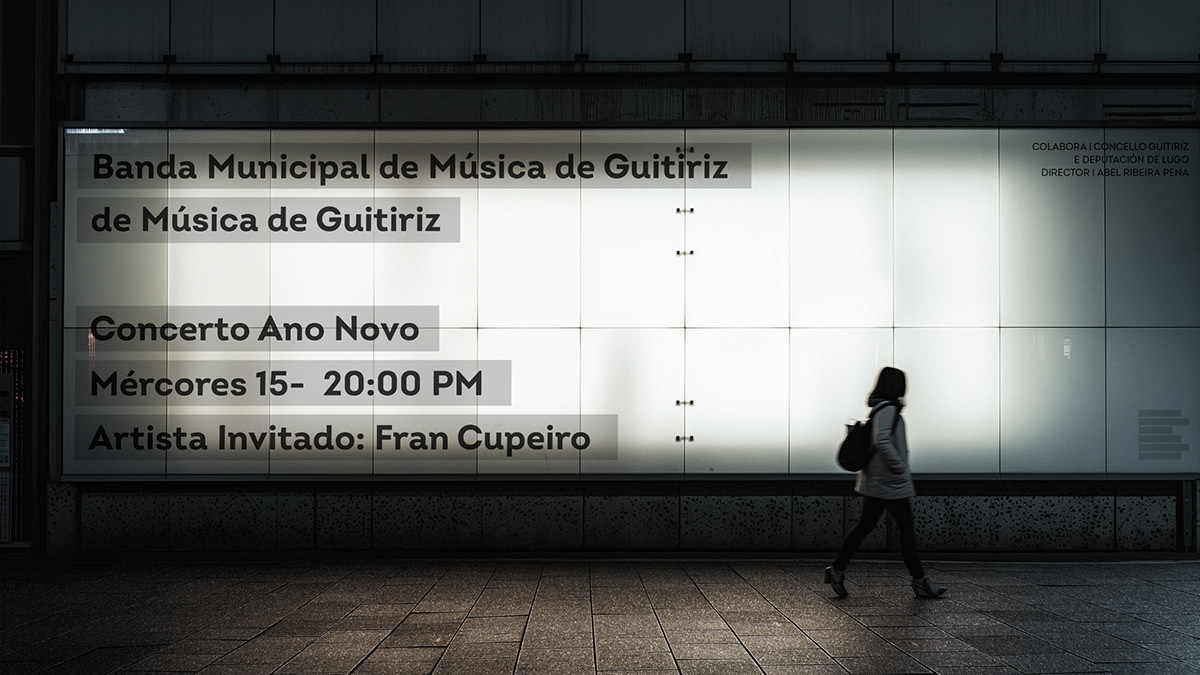 Banda Municipal de Música de Guitiriz
de Música de Guitiriz
Concerto Ano Novo
Mércores 15-  20:00 PM
Artista Invitado: Fran Cupeiro
COLABORA | CONCELLO GUITIRIZ
E DEPUTACIÓN DE LUGO
DIRECTOR | ABEL RIBEIRA PENA